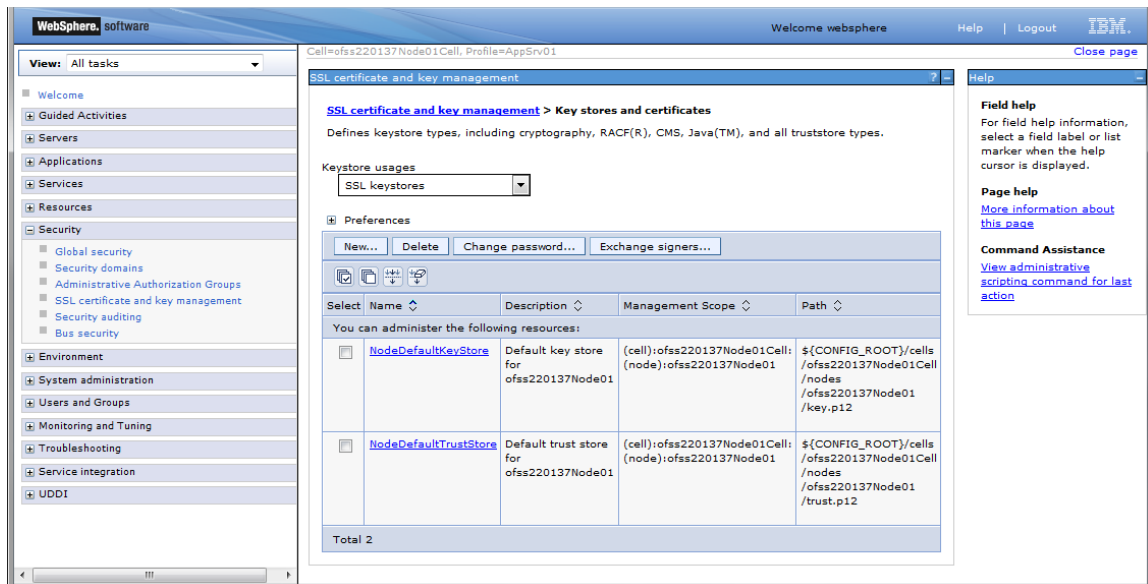 WebSphere. software
Welcome websphere
Help | Logout
IBM.
View: All tasks
Welcome
Guided Activities
Servers
Applications
Services
Resources
Security
Global security
Security domains
Administrative Authorization Groups
SSL certificate and key management
Security auditing
Bus security
Environment
System administration
Users and Groups
Monitoring and Tuning
Troubleshooting
Service integration
UDDI
Cell=ofss220137Node01Cell, Profile=AppSrv01
Close page
SSL certificate and key management
? -
SSL certificate and key management > Key stores and certificates
Defines keystore types, including cryptography, RACF(R), CMS, Java(TM), and all truststore types.
Keystore usages
SSL keystores
Preferences
New... Delete Change password... Exchange signers...
Select Name Description Management Scope Path
You can administer the following resources:
NodeDefaultKeyStore
Default key store
for
ofss220137Node01
(cell):ofss220137Node01Cell:
(node):ofss220137Node01
${CONFIG_ROOT}/cells
/ofss220137Node01Cell
/nodes
/ofss220137Node01
/key.p12
NodeDefaultTrustStore
Default trust store
for
ofss220137Node01
(cell):ofss220137Node01Cell:
(node):ofss220137Node01
${CONFIG_ROOT}/cells
/ofss220137Node01Cell
/nodes
/ofss220137Node01
/trust.p12
Total 2
Help
Field help
For field help information,
select a field label or list
marker when the help
cursor is displayed.
Page help
More information about
this page
Command Assistance
View administrative
scripting command for last
action